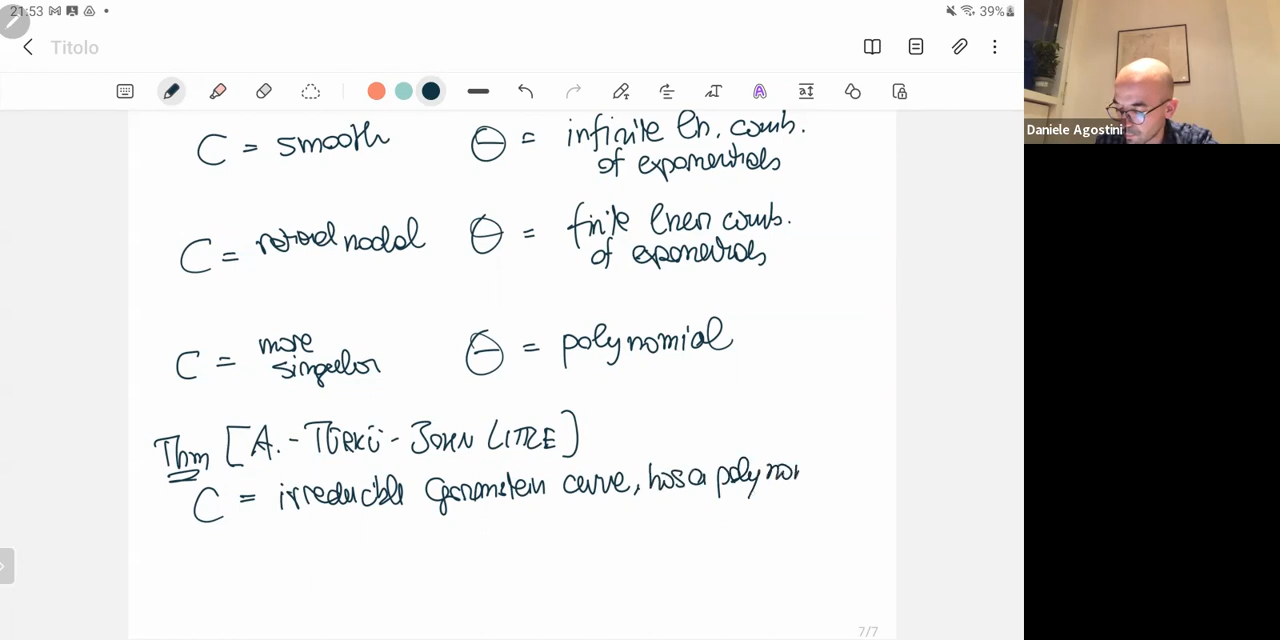 21:53
39%
Titolo
Daniele Agostini
C = smooth Θ = infinite lin. comb.
of exponentials
C = rational nodal Θ = finite linear comb.
of exponentials
C = more
singular Θ = polynomial
Thm [A. - TÜRKÜ - JOHN LITTLE]
C = irreducible Gorenstein curve, has a polynom
7/7